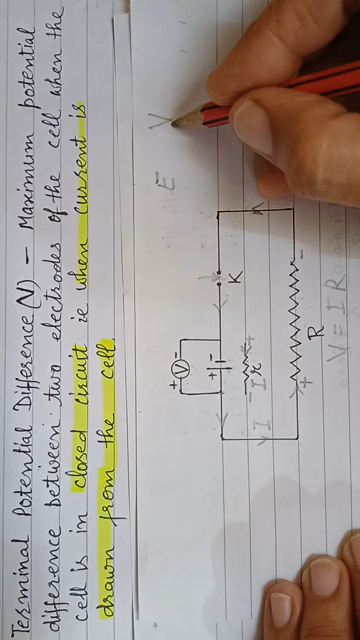 Terminal Potential Difference (V) - Maximum potential
difference between two electrodes of the cell when the
cell is in closed circuit ie when current is
drawn from the cell.
E V
+ V -
+ -
K
I r +
I
+ R -
V = IR